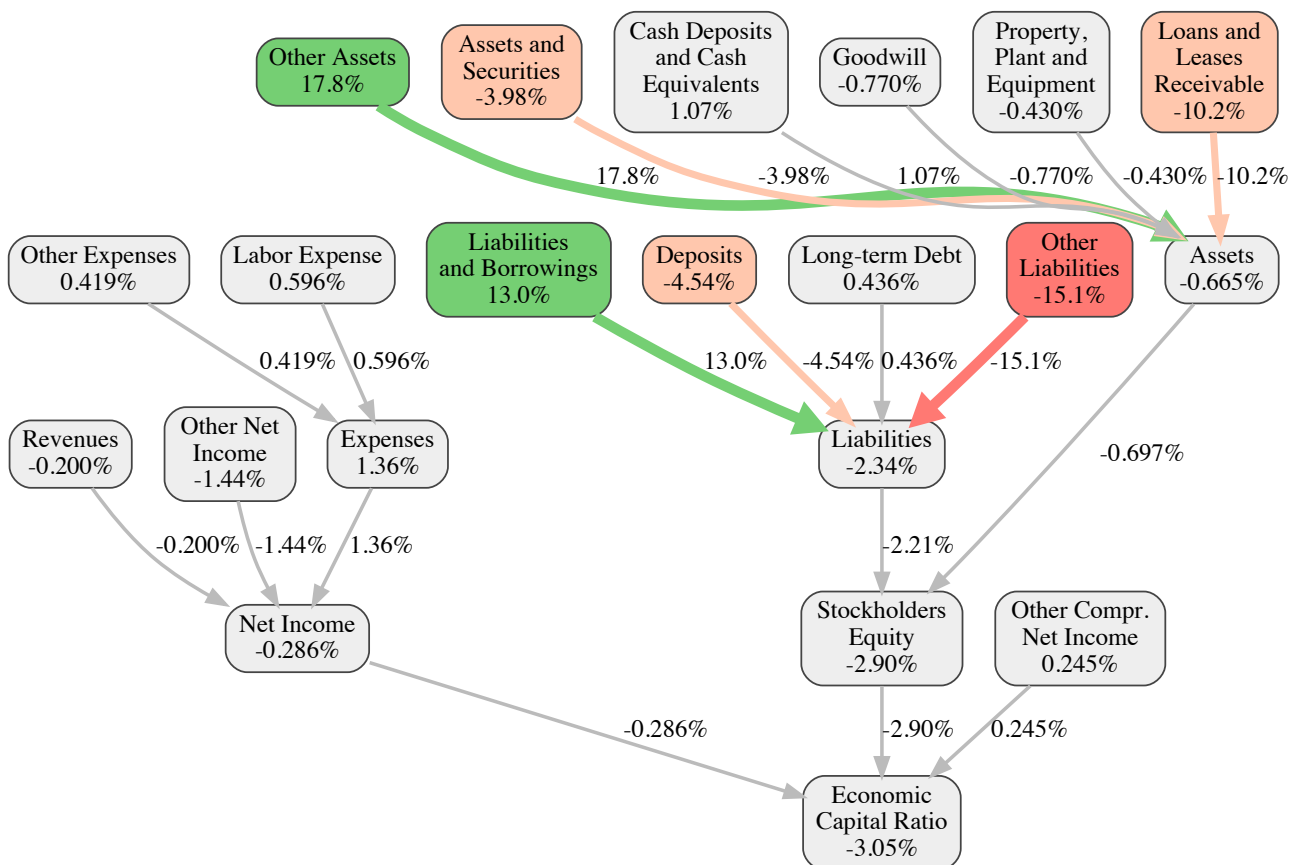 Other Assets
17.8%
Assets and
Securities
-3.98%
Cash Deposits
and Cash
Equivalents
1.07%
Goodwill
-0.770%
Property,
Plant and
Equipment
-0.430%
Loans and
Leases
Receivable
-10.2%
17.8%
-3.98%
1.07%
-0.770%
-0.430%
-10.2%
Other Expenses
0.419%
Labor Expense
0.596%
Liabilities
and Borrowings
13.0%
Deposits
-4.54%
Long-term Debt
0.436%
Other
Liabilities
-15.1%
Assets
-0.665%
0.419%
0.596%
13.0%
-4.54%
0.436%
-15.1%
-0.697%
Revenues
-0.200%
Other Net
Income
-1.44%
Expenses
1.36%
Liabilities
-2.34%
-0.200%
-1.44%
1.36%
-2.21%
Net Income
-0.286%
Stockholders
Equity
-2.90%
Other Compr.
Net Income
0.245%
-0.286%
-2.90%
0.245%
Economic
Capital Ratio
-3.05%